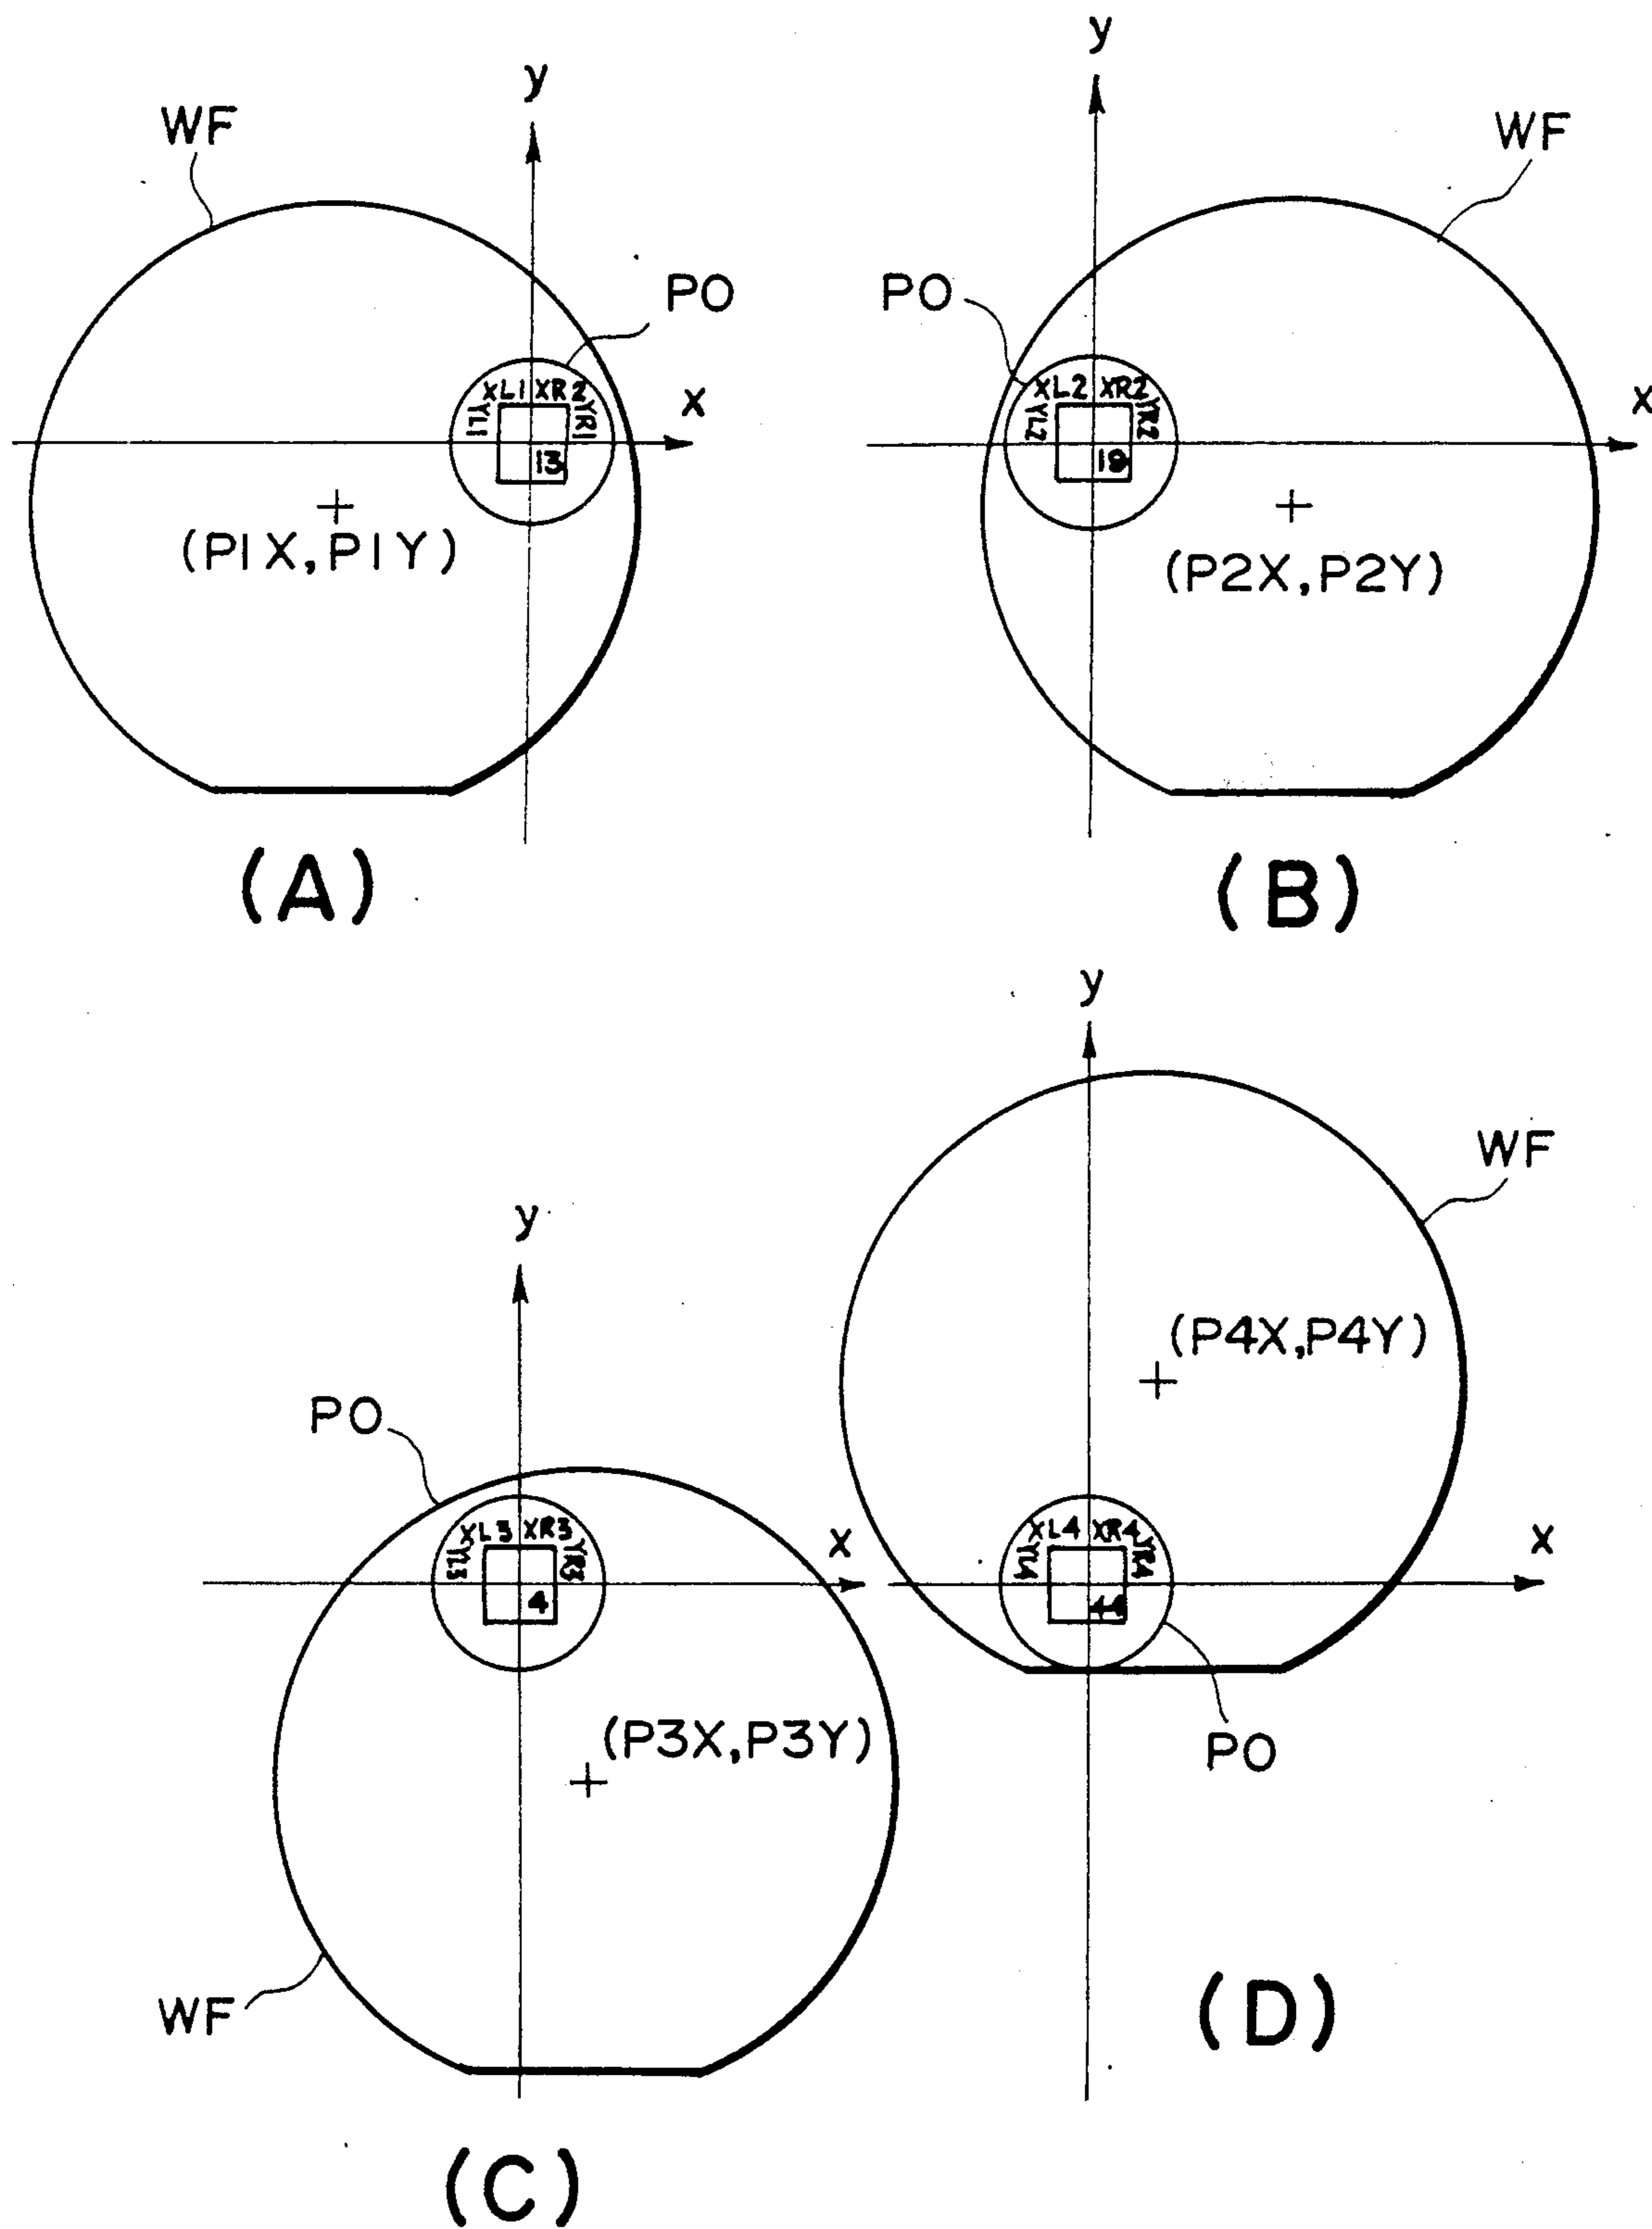 y
WF
PO
XL1 XR2
YL1
YR1
x
13
(P1X, P1Y)
(A)
y
WF
PO
XL2 XR2
YL2
YR2
x
19
(P2X, P2Y)
(B)
y
PO
XL3 XR3
YL3
YR3
x
4
(P3X, P3Y)
WF
(C)
y
WF
(P4X, P4Y)
XL4 XR4
YL4
YR4
x
44
PO
(D)